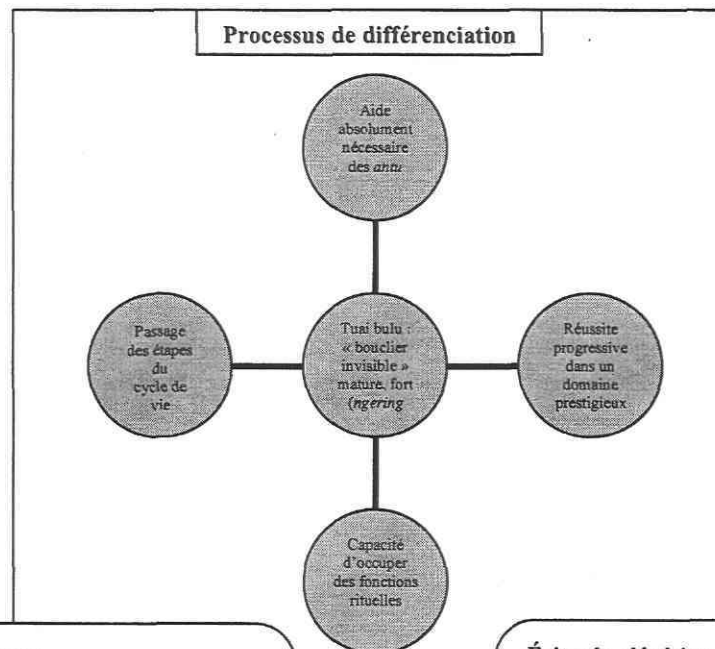 Processus de différenciation
Aide
absolument
nécessaire
des antu
Passage
des étapes
du
cycle de
vie
Tuai bulu :
« bouclier
invisible »
mature, fort
(ngering
Réussite
progressive
dans un
domaine
prestigieux
Capacité
d'occuper
des fonctions
rituelles